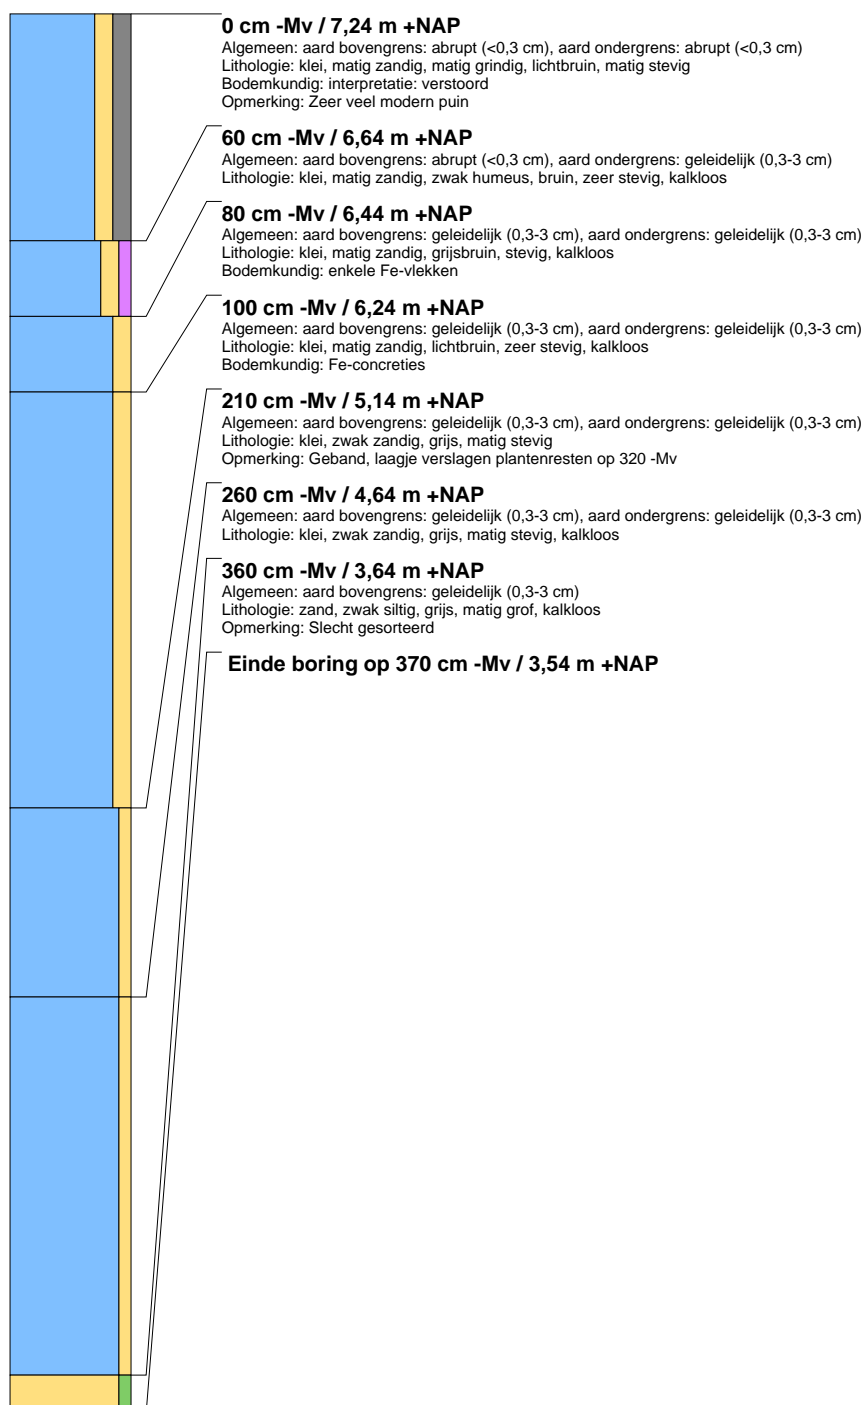 0 cm -Mv / 7,24 m +NAP
Algemeen: aard bovengrens: abrupt (<0,3 cm), aard ondergrens: abrupt (<0,3 cm)
Lithologie: klei, matig zandig, matig grindig, lichtbruin, matig stevig
Bodemkundig: interpretatie: verstoord
Opmerking: Zeer veel modern puin
60 cm -Mv / 6,64 m +NAP
Algemeen: aard bovengrens: abrupt (<0,3 cm), aard ondergrens: geleidelijk (0,3-3 cm)
Lithologie: klei, matig zandig, zwak humeus, bruin, zeer stevig, kalkloos
80 cm -Mv / 6,44 m +NAP
Algemeen: aard bovengrens: geleidelijk (0,3-3 cm), aard ondergrens: geleidelijk (0,3-3 cm)
Lithologie: klei, matig zandig, grijsbruin, stevig, kalkloos
Bodemkundig: enkele Fe-vlekken
100 cm -Mv / 6,24 m +NAP
Algemeen: aard bovengrens: geleidelijk (0,3-3 cm), aard ondergrens: geleidelijk (0,3-3 cm)
Lithologie: klei, matig zandig, lichtbruin, zeer stevig, kalkloos
Bodemkundig: Fe-concreties
210 cm -Mv / 5,14 m +NAP
Algemeen: aard bovengrens: geleidelijk (0,3-3 cm), aard ondergrens: geleidelijk (0,3-3 cm)
Lithologie: klei, zwak zandig, grijs, matig stevig
Opmerking: Geband, laagje verslagen plantenresten op 320 -Mv
260 cm -Mv / 4,64 m +NAP
Algemeen: aard bovengrens: geleidelijk (0,3-3 cm), aard ondergrens: geleidelijk (0,3-3 cm)
Lithologie: klei, zwak zandig, grijs, matig stevig, kalkloos
360 cm -Mv / 3,64 m +NAP
Algemeen: aard bovengrens: geleidelijk (0,3-3 cm)
Lithologie: zand, zwak siltig, grijs, matig grof, kalkloos
Opmerking: Slecht gesorteerd
Einde boring op 370 cm -Mv / 3,54 m +NAP